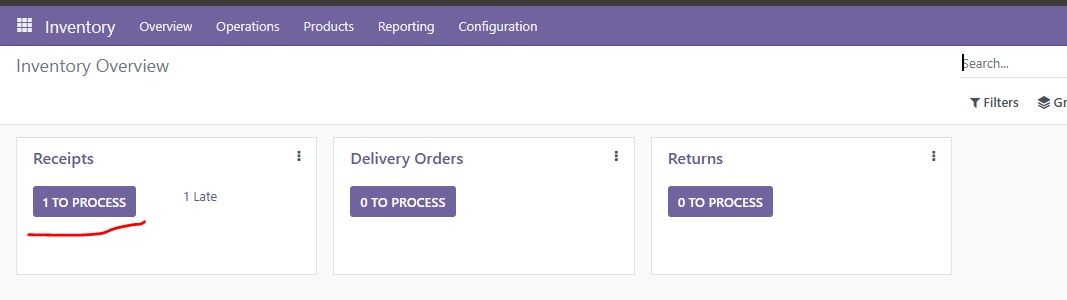 Inventory Overview Operations Products Reporting Configuration
Inventory Overview
Search...
Filters Gr
Receipts Delivery Orders Returns
1 TO PROCESS 1 Late 0 TO PROCESS 0 TO PROCESS